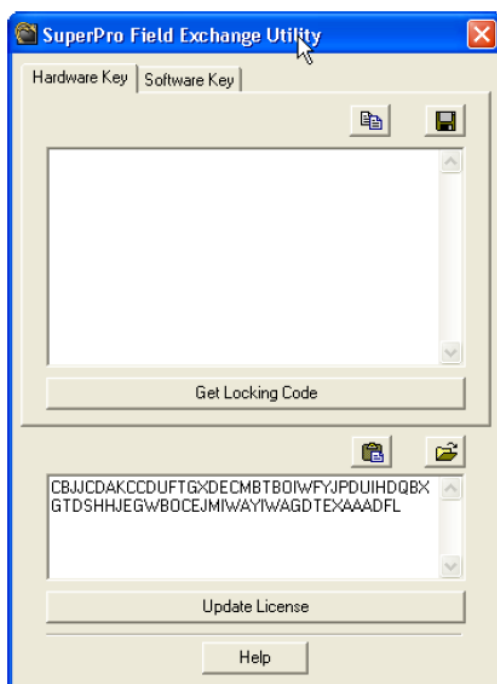 SuperPro Field Exchange Utility
Hardware Key
Software Key
Get Locking Code
CBJJCDAKCCDUFTGXDECMBTBOIWFYJPDUIHDQBX
GTDSHHJEGWBOCEJMIWAYIWAGDTEXAAADFL
Update License
Help